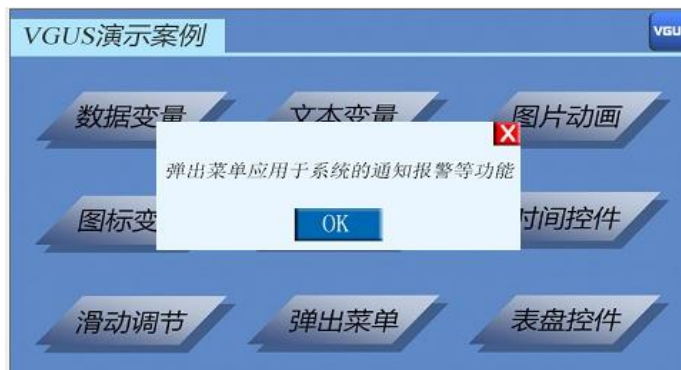 VGUS演示案例
VGU
数据变量
文本变量
图片动画
弹出菜单应用于系统的通知报警等功能
OK
图标变
时间控件
滑动调节
弹出菜单
表盘控件